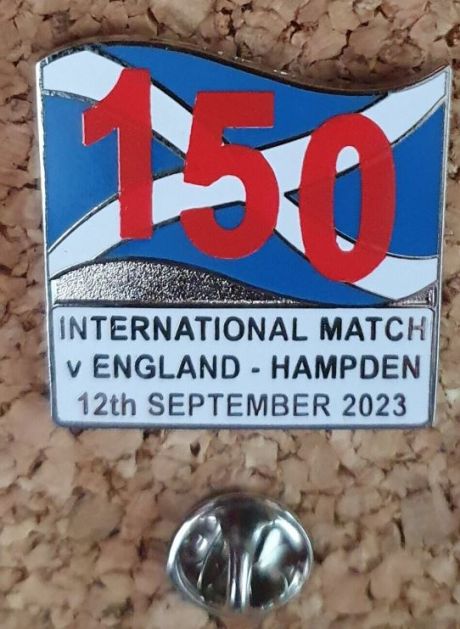 150
INTERNATIONAL MATCH
v ENGLAND - HAMPDEN
12th SEPTEMBER 2023